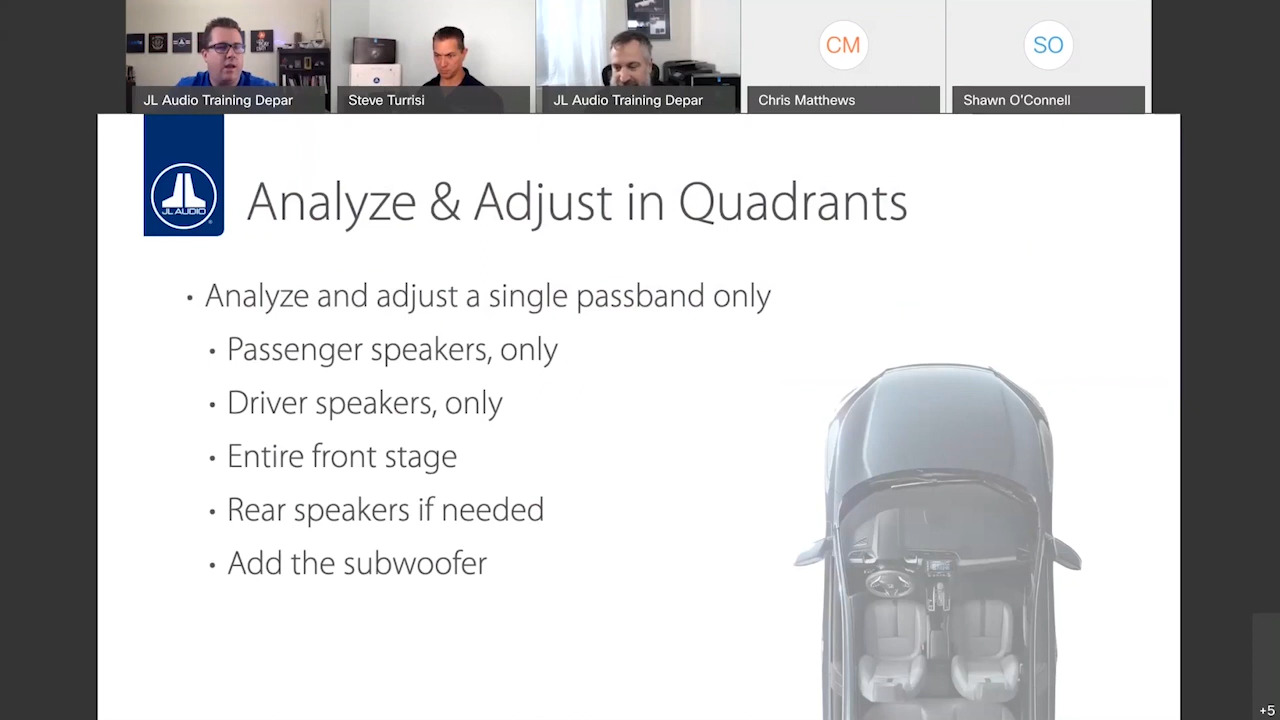 JL Audio Training Depar
Steve Turrisi
JL Audio Training Depar
CM
Chris Matthews
SO
Shawn O'Connell
JL AUDIO
Analyze & Adjust in Quadrants
• Analyze and adjust a single passband only
• Passenger speakers, only
• Driver speakers, only
• Entire front stage
• Rear speakers if needed
• Add the subwoofer
+5